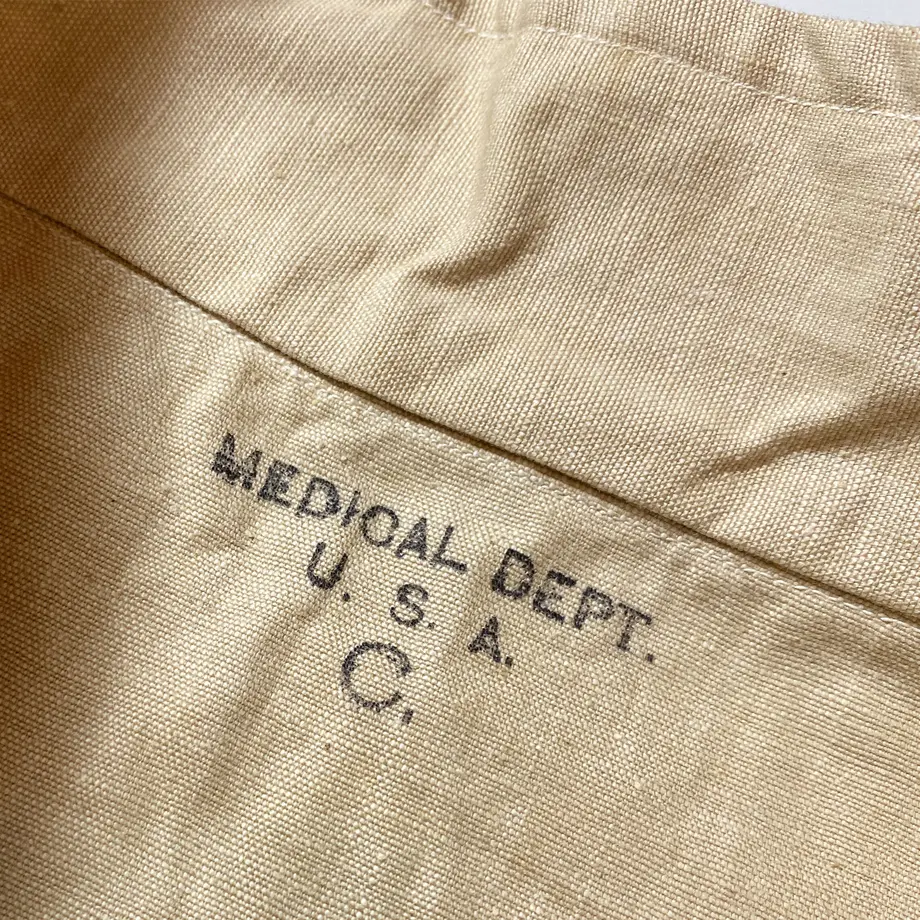 MEDICAL DEPT.
U. S. A.
C.